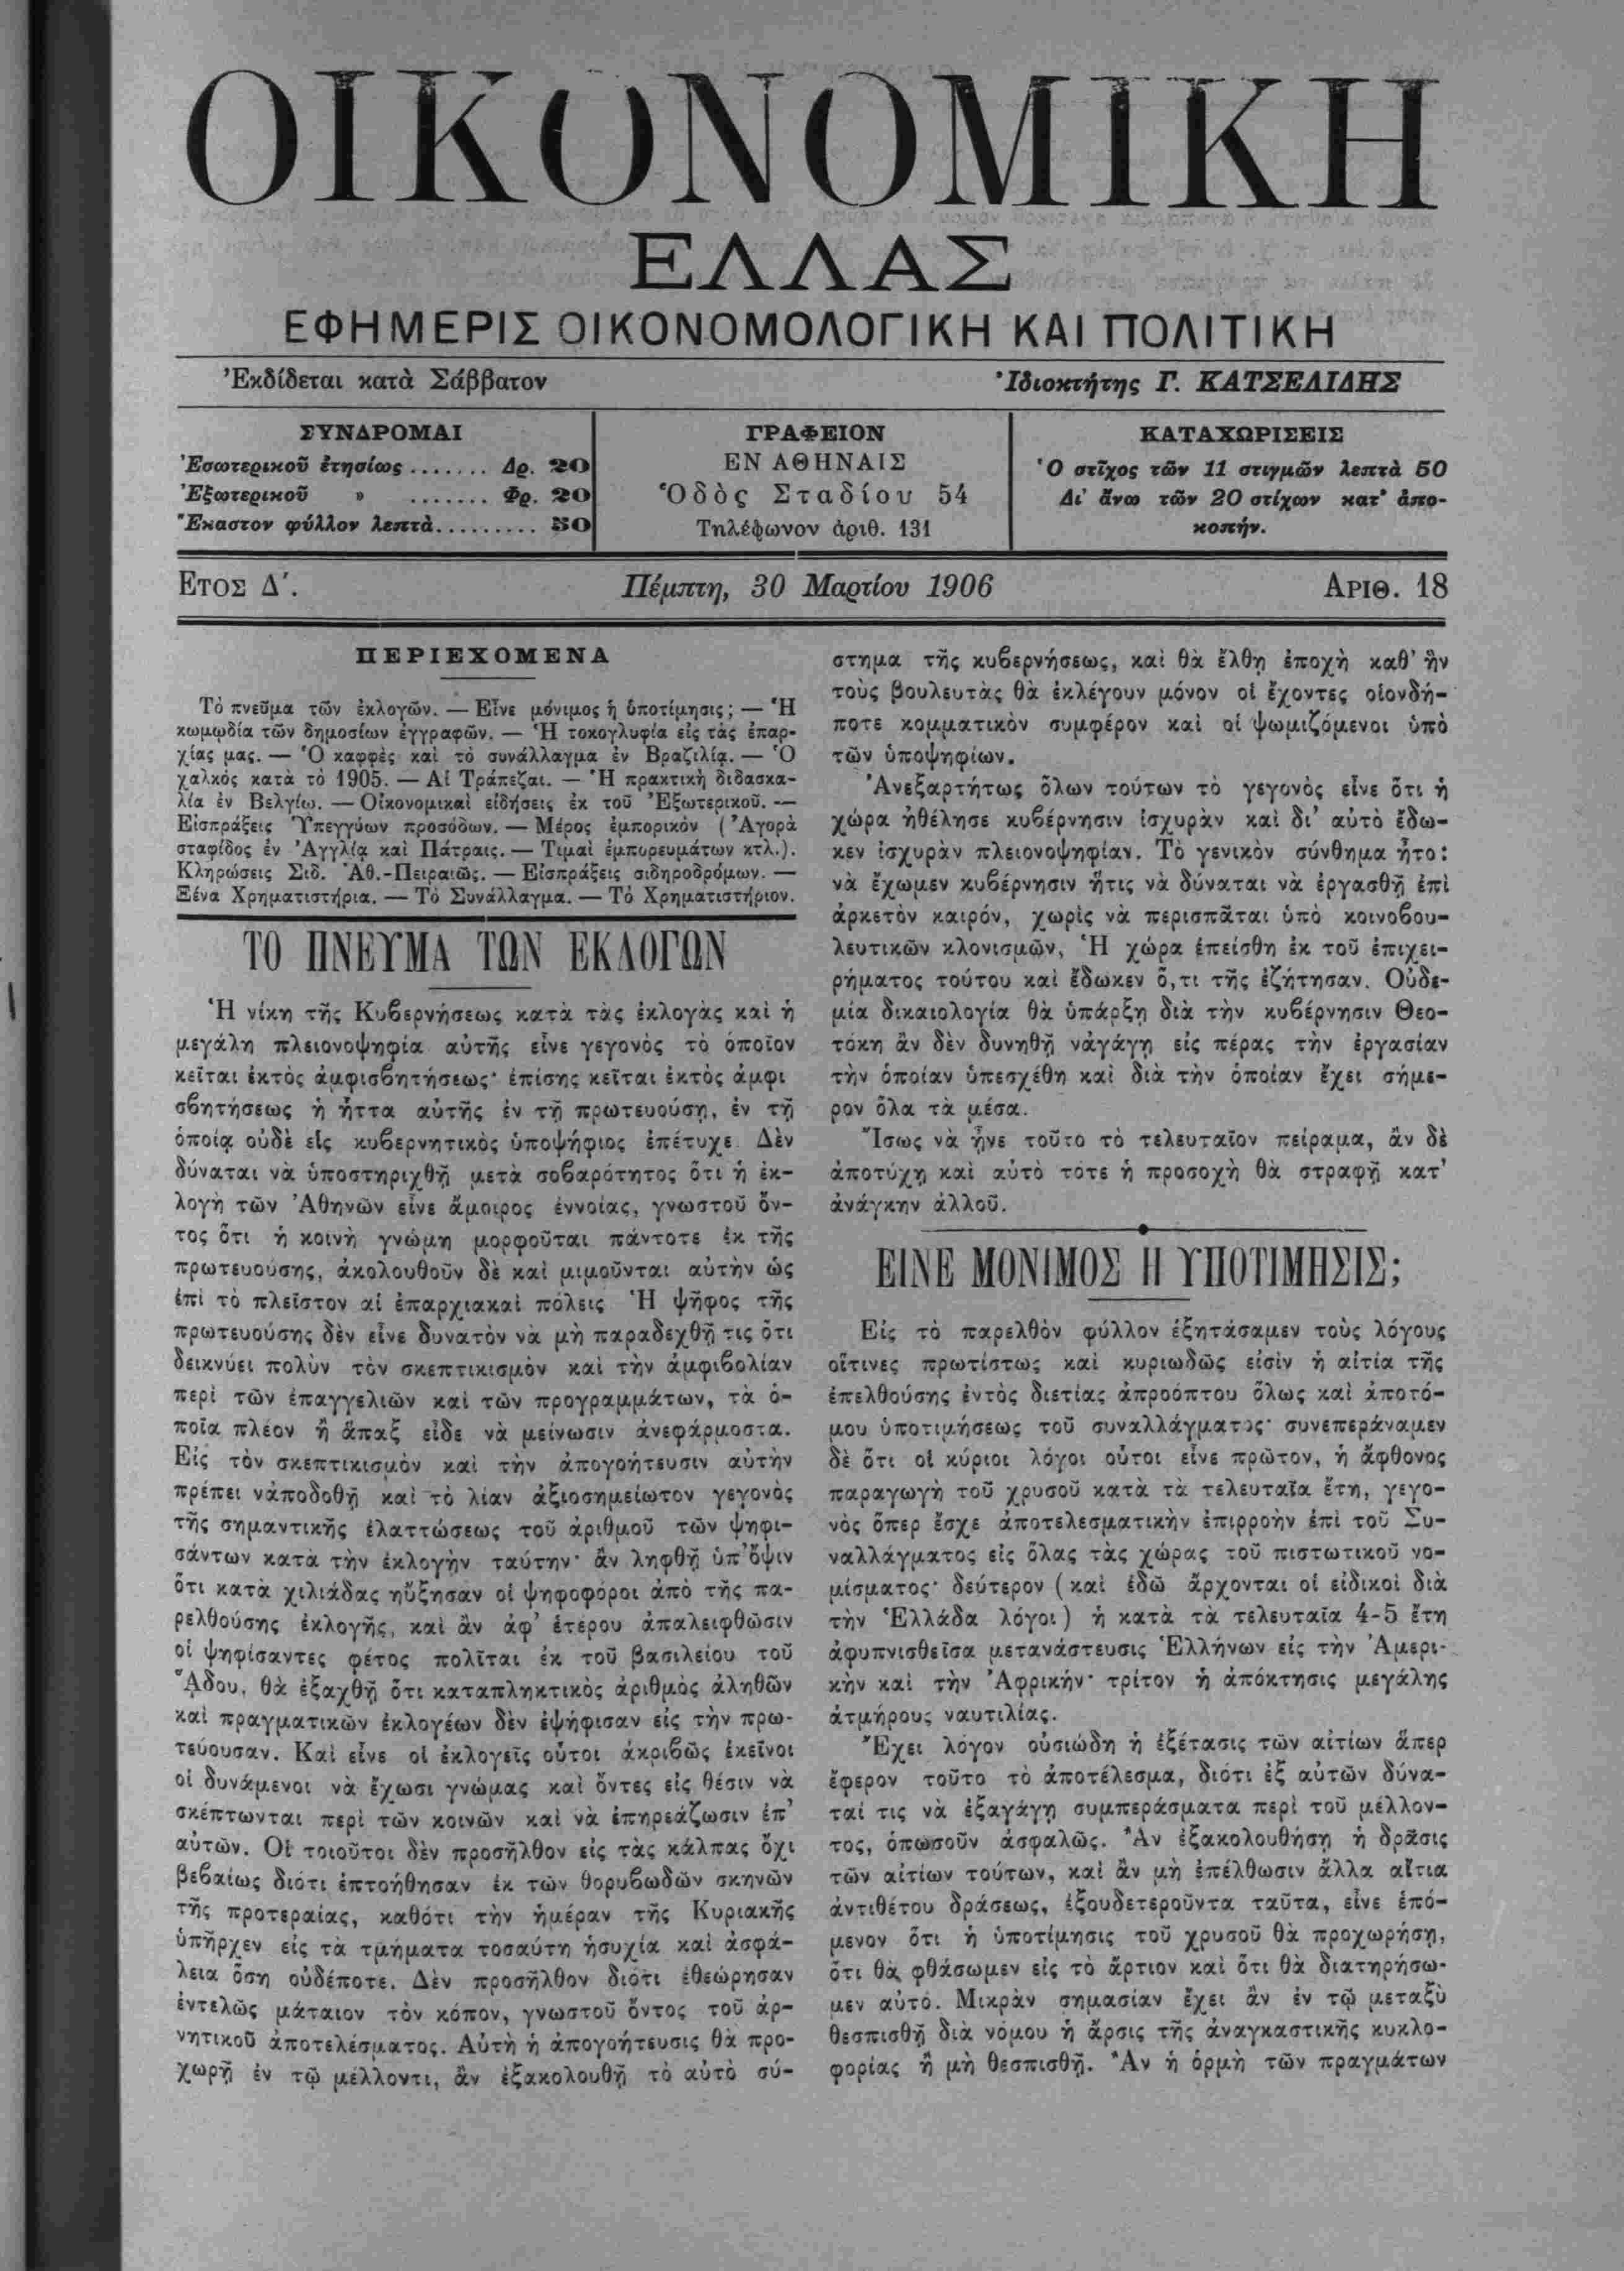 ΟΙΚΟΝΟΜΙΚΗ
ΕΛΛΑΣ
ΕΦΗΜΕΡΙΣ ΟΙΚΟΝΟΜΟΛΟΓΙΚΗ ΚΑΙ ΠΟΛΙΤΙΚΗ
Ἐκδίδεται κατὰ Σάββατον
Ἰδιοκτήτης Γ. ΚΑΤΣΕΛΙΔΗΣ
ΣΥΝΔΡΟΜΑΙ
Ἐσωτερικοῦ ἐτησίως ....... Δρ. 20
Ἐξωτερικοῦ » ....... Φρ. 20
Ἕκαστον φύλλον λεπτὰ.......... 50
ΓΡΑΦΕΙΟΝ
ΕΝ ΑΘΗΝΑΙΣ
Ὁδὸς Σταδίου 54
Τηλέφωνον ἀριθ. 131
ΚΑΤΑΧΩΡΙΣΕΙΣ
Ὁ στῖχος τῶν 11 στιγμῶν λεπτὰ 50
Δι' ἄνω τῶν 20 στίχων κατ' ἀπο-
κοπήν.
ΕΤΟΣ Δ΄.
Πέμπτη, 30 Μαρτίου 1906
ΑΡΙΘ. 18
ΠΕΡΙΕΧΟΜΕΝΑ
Τὸ πνεῦμα τῶν ἐκλογῶν. — Εἶνε μόνιμος ἡ ὑποτίμησις; — Ἡ
κωμῳδία τῶν δημοσίων ἐγγραφῶν. — Ἡ τοκογλυφία εἰς τὰς ἐπαρ-
χίας μας. — Ὁ καφφὲς καὶ τὸ συνάλλαγμα ἐν Βραζιλίᾳ. — Ὁ
χαλκός κατὰ τὸ 1905. — Αἱ Τράπεζαι. — Ἡ πρακτικὴ διδασκα-
λία ἐν Βελγίῳ. — Οἰκονομικαὶ εἰδήσεις ἐκ τοῦ Ἐξωτερικοῦ. —
Εἰσπράξεις Ὑπεγγύων προσόδων. — Μέρος ἐμπορικόν (Ἀγορὰ
σταφίδος ἐν Ἀγγλίᾳ καὶ Πάτραις. — Τιμαὶ ἐμπορευμάτων κτλ.).
Κληρώσεις Σιδ. Ἀθ.-Πειραιῶς. — Εἰσπράξεις σιδηροδρόμων. —
Ξένα Χρηματιστήρια. — Τὸ Συνάλλαγμα. — Τὸ Χρηματιστήριον.
ΤΟ ΠΝΕΥΜΑ ΤΩΝ ΕΚΛΟΓΩΝ
Ἡ νίκη τῆς Κυβερνήσεως κατὰ τὰς ἐκλογὰς καὶ ἡ
μεγάλη πλειονοψηφία αὐτῆς εἶνε γεγονὸς τὸ ὁποῖον
κεῖται ἐκτὸς ἀμφισβητήσεως· ἐπίσης κεῖται ἐκτὸς ἀμφι
σβητήσεως ἡ ἧττα αὐτῆς ἐν τῇ πρωτευούσῃ, ἐν τῇ
ὁποίᾳ οὐδὲ εἷς κυβερνητικὸς ὑποψήφιος ἐπέτυχε. Δὲν
δύναται νὰ ὑποστηριχθῇ μετὰ σοβαρότητος ὅτι ἡ ἐκ-
λογὴ τῶν Ἀθηνῶν εἶνε ἄμοιρος ἐννοίας, γνωστοῦ ὄν-
τος ὅτι ἡ κοινὴ γνώμη μορφοῦται πάντοτε ἐκ τῆς
πρωτευούσης, ἀκολουθοῦν δὲ καὶ μιμοῦνται αὐτὴν ὡς
ἐπὶ τὸ πλεῖστον αἱ ἐπαρχιακαὶ πόλεις Ἡ ψῆφος τῆς
πρωτευούσης δὲν εἶνε δυνατὸν νὰ μὴ παραδεχθῇ τις ὅτι
δεικνύει πολὺν τὸν σκεπτικισμὸν καὶ τὴν ἀμφιβολίαν
περὶ τῶν ἐπαγγελιῶν καὶ τῶν προγραμμάτων, τὰ ὁ-
ποῖα πλέον ἢ ἅπαξ εἶδε νὰ μείνωσιν ἀνεφάρμοστα.
Εἰς τὸν σκεπτικισμὸν καὶ τὴν ἀπογοήτευσιν αὐτὴν
πρέπει νἀποδοθῇ καὶ τὸ λίαν ἀξιοσημείωτον γεγονὸς
τῆς σημαντικῆς ἐλαττώσεως τοῦ ἀριθμοῦ τῶν ψηφι-
σάντων κατὰ τὴν ἐκλογὴν ταύτην· ἂν ληφθῇ ὑπ' ὄψιν
ὅτι κατὰ χιλιάδας ηὔξησαν οἱ ψηφοφόροι ἀπὸ τῆς πα-
ρελθούσης ἐκλογῆς, καὶ ἂν ἀφ' ἑτέρου ἀπαλειφθῶσιν
οἱ ψηφίσαντες φέτος πολῖται ἐκ τοῦ βασιλείου τοῦ
ᾍδου, θὰ ἐξαχθῇ ὅτι καταπληκτικὸς ἀριθμὸς ἀληθῶν
καὶ πραγματικῶν ἐκλογέων δὲν ἐψήφισαν εἰς τὴν πρω-
τεύουσαν. Καὶ εἶνε οἱ ἐκλογεῖς οὗτοι ἀκριβῶς ἐκεῖνοι
οἱ δυνάμενοι νὰ ἔχωσι γνώμας καὶ ὄντες εἰς θέσιν νὰ
σκέπτωνται περὶ τῶν κοινῶν καὶ νὰ ἐπηρεάζωσιν ἐπ'
αὐτῶν. Οἱ τοιοῦτοι δὲν προσῆλθον εἰς τὰς κάλπας ὄχι
βεβαίως διότι ἐπτοήθησαν ἐκ τῶν θορυβωδῶν σκηνῶν
τῆς προτεραίας, καθότι τὴν ἡμέραν τῆς Κυριακῆς
ὑπῆρχεν εἰς τὰ τμήματα τοσαύτη ἡσυχία καὶ ἀσφά-
λεια ὅση οὐδέποτε. Δὲν προσῆλθον διότι ἐθεώρησαν
ἐντελῶς μάταιον τὸν κόπον, γνωστοῦ ὄντος τοῦ ἀρ-
νητικοῦ ἀποτελέσματος. Αὐτὴ ἡ ἀπογοήτευσις θὰ προ-
χωρῇ ἐν τῷ μέλλοντι, ἂν ἐξακολουθῇ τὸ αὐτὸ σύ-
στημα τῆς κυβερνήσεως, καὶ θὰ ἔλθῃ ἐποχὴ καθ' ἣν
τοὺς βουλευτὰς θὰ ἐκλέγουν μόνον οἱ ἔχοντες οἱονδή-
ποτε κομματικὸν συμφέρον καὶ οἱ ψωμιζόμενοι ὑπὸ
τῶν ὑποψηφίων.
Ἀνεξαρτήτως ὅλων τούτων τὸ γεγονὸς εἶνε ὅτι ἡ
χώρα ἠθέλησε κυβέρνησιν ἰσχυρὰν καὶ δι' αὐτὸ ἔδω-
κεν ἰσχυρὰν πλειονοψηφίαν. Τὸ γενικὸν σύνθημα ἦτο:
νὰ ἔχωμεν κυβέρνησιν ἥτις νὰ δύναται νὰ ἐργασθῇ ἐπὶ
ἀρκετὸν καιρόν, χωρὶς νὰ περισπᾶται ὑπὸ κοινοβου-
λευτικῶν κλονισμῶν, Ἡ χώρα ἐπείσθη ἐκ τοῦ ἐπιχει-
ρήματος τούτου καὶ ἔδωκεν ὅ,τι τῆς ἐζήτησαν. Οὐδε-
μία δικαιολογία θὰ ὑπάρξῃ διὰ τὴν κυβέρνησιν Θεο-
τόκη ἂν δὲν δυνηθῇ νἀγάγῃ εἰς πέρας τὴν ἐργασίαν
τὴν ὁποίαν ὑπεσχέθη καὶ διὰ τὴν ὁποίαν ἔχει σήμε-
ρον ὅλα τὰ μέσα.
Ἴσως νὰ ᾖνε τοῦτο τὸ τελευταῖον πείραμα, ἂν δὲ
ἀποτύχῃ καὶ αὐτὸ τότε ἡ προσοχὴ θὰ στραφῇ κατ'
ἀνάγκην ἀλλοῦ.
ΕΙΝΕ ΜΟΝΙΜΟΣ Η ΥΠΟΤΙΜΗΣΙΣ;
Εἰς τὸ παρελθὸν φύλλον ἐξητάσαμεν τοὺς λόγους
οἵτινες πρωτίστως καὶ κυριωδῶς εἰσὶν ἡ αἰτία τῆς
ἐπελθούσης ἐντὸς διετίας ἀπροόπτου ὅλως καὶ ἀποτό-
μου ὑποτιμήσεως τοῦ συναλλάγματος· συνεπεράναμεν
δὲ ὅτι οἱ κύριοι λόγοι οὗτοι εἶνε πρῶτον, ἡ ἄφθονος
παραγωγὴ τοῦ χρυσοῦ κατὰ τὰ τελευταῖα ἔτη, γεγο-
νὸς ὅπερ ἔσχε ἀποτελεσματικὴν ἐπιρροὴν ἐπὶ τοῦ Συ-
ναλλάγματος εἰς ὅλας τὰς χώρας τοῦ πιστωτικοῦ νο-
μίσματος· δεύτερον (καὶ ἐδῶ ἄρχονται οἱ εἰδικοὶ διὰ
τὴν Ἑλλάδα λόγοι) ἡ κατὰ τὰ τελευταῖα 4-5 ἔτη
ἀφυπνισθεῖσα μετανάστευσις Ἑλλήνων εἰς τὴν Ἀμερι-
κὴν καὶ τὴν Ἀφρικήν· τρίτον ἡ ἀπόκτησις μεγάλης
ἀτμήρους ναυτιλίας.
Ἔχει λόγον οὐσιώδη ἡ ἐξέτασις τῶν αἰτίων ἅπερ
ἔφερον τοῦτο τὸ ἀποτέλεσμα, διότι ἐξ αὐτῶν δύνα-
ταί τις νὰ ἐξαγάγῃ συμπεράσματα περὶ τοῦ μέλλον-
τος, ὁπωσοῦν ἀσφαλῶς. Ἂν ἐξακολουθήσῃ ἡ δρᾶσις
τῶν αἰτίων τούτων, καὶ ἂν μὴ ἐπέλθωσιν ἄλλα αἴτια
ἀντιθέτου δράσεως, ἐξουδετεροῦντα ταῦτα, εἶνε ἑπό-
μενον ὅτι ἡ ὑποτίμησις τοῦ χρυσοῦ θὰ προχωρήσῃ,
ὅτι θὰ φθάσωμεν εἰς τὸ ἄρτιον καὶ ὅτι θὰ διατηρήσω-
μεν αὐτό. Μικρὰν σημασίαν ἔχει ἂν ἐν τῷ μεταξὺ
θεσπισθῇ διὰ νόμου ἡ ἄρσις τῆς ἀναγκαστικῆς κυκλο-
φορίας ἢ μὴ θεσπισθῇ. Ἂν ἡ ὁρμὴ τῶν πραγμάτων